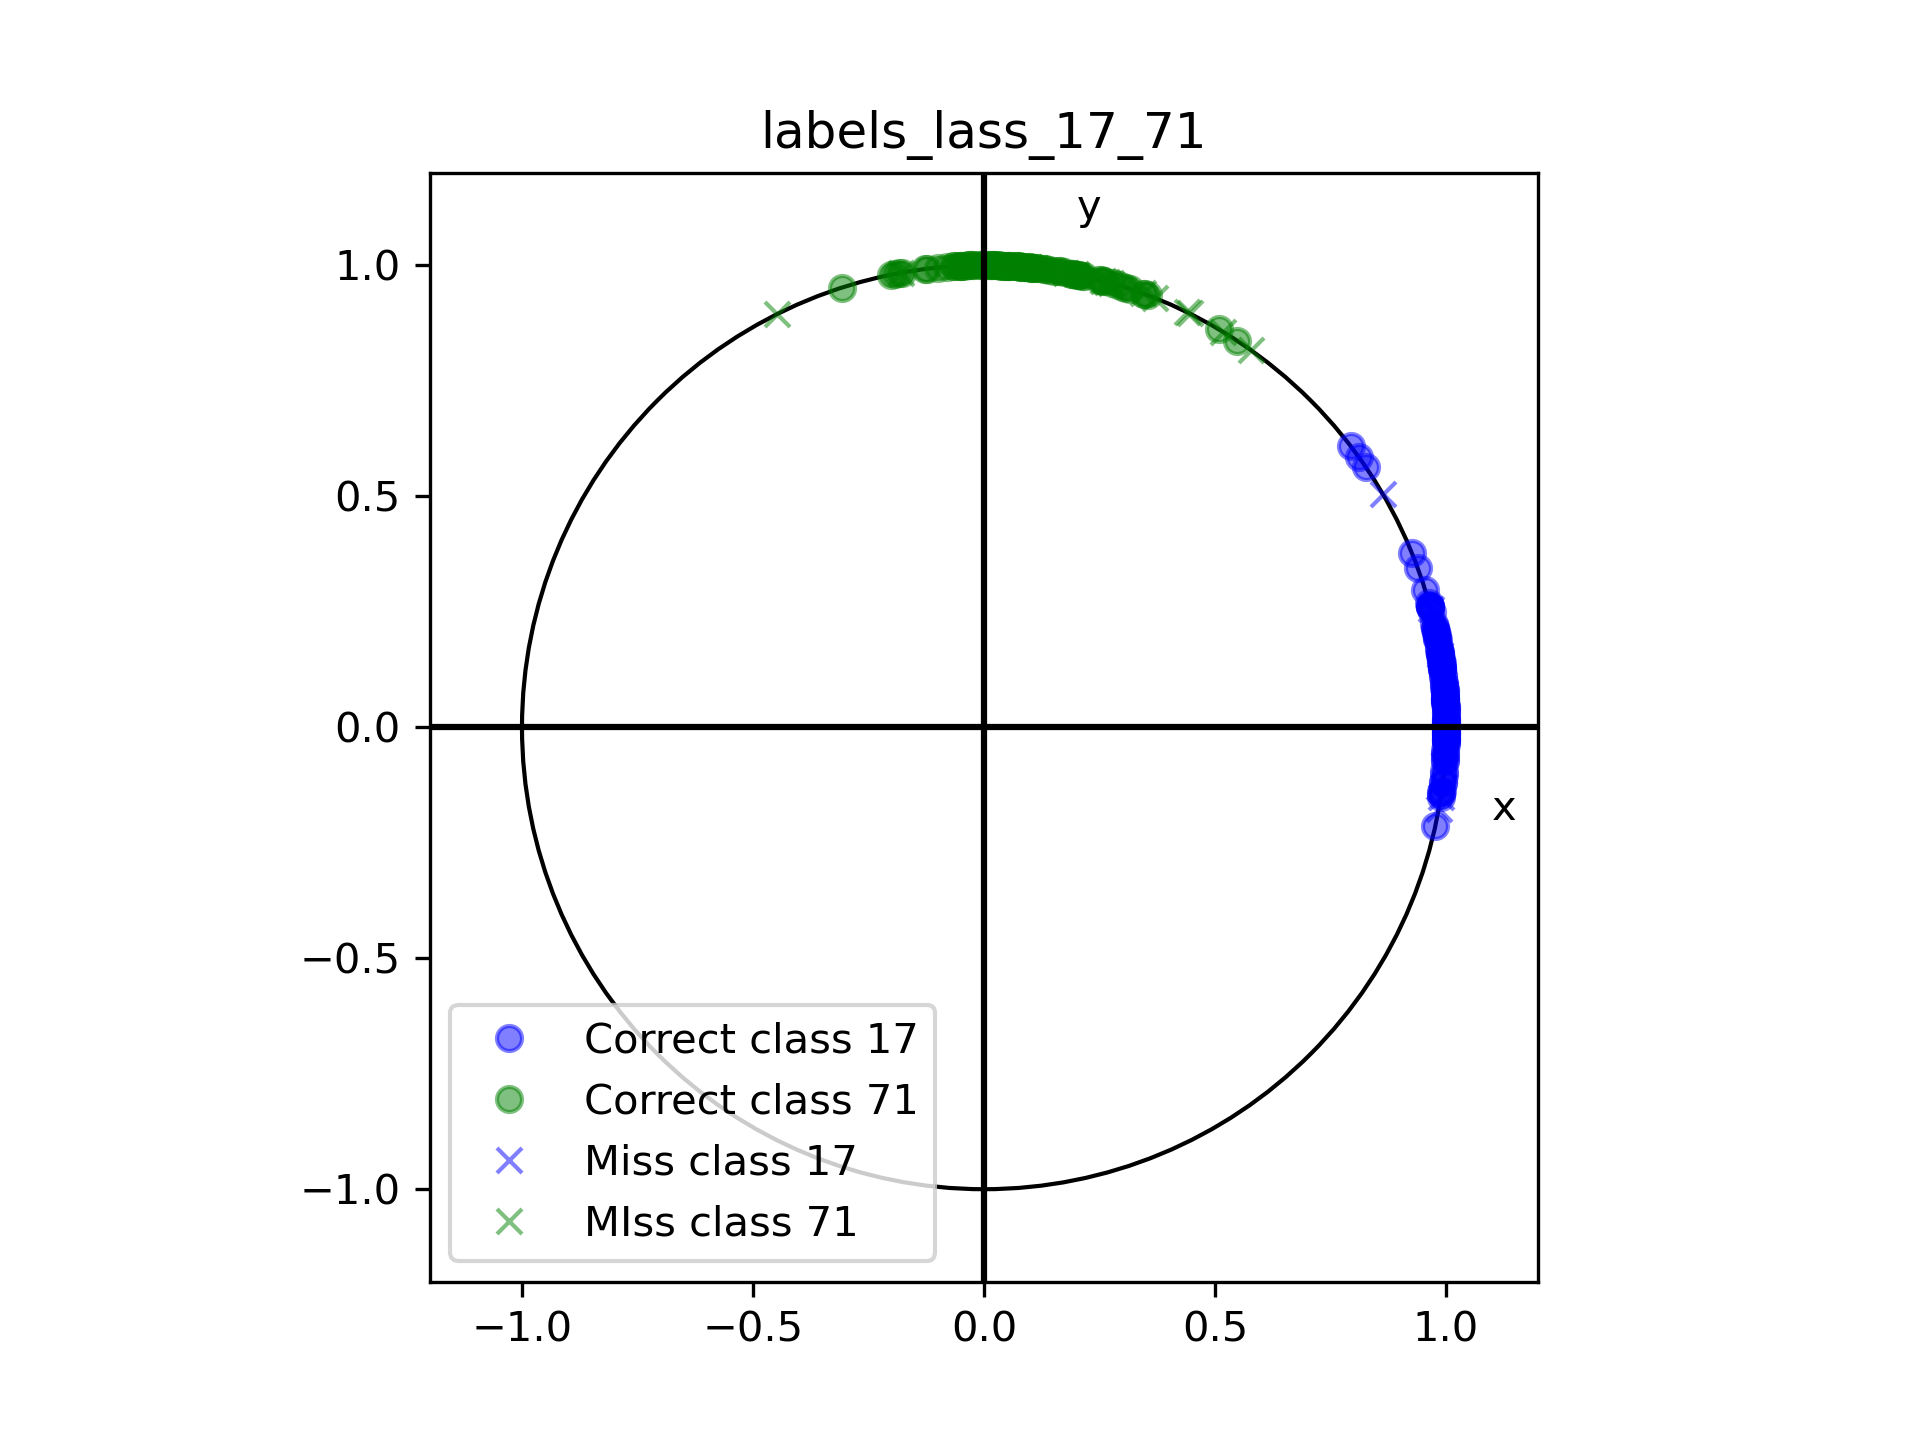 labels_lass_17_71
y
1.0
0.5
0.0
−0.5
−1.0
x
Correct class 17
Correct class 71
Miss class 17
MIss class 71
−1.0 −0.5 0.0 0.5 1.0